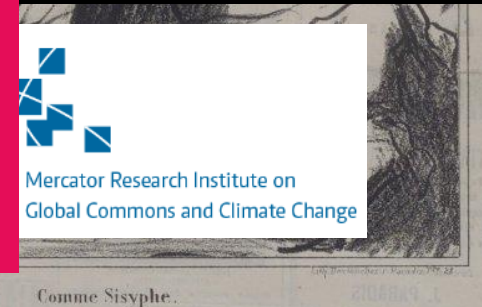 Mercator Research Institute on
Global Commons and Climate Change
Comme Sisyphe.